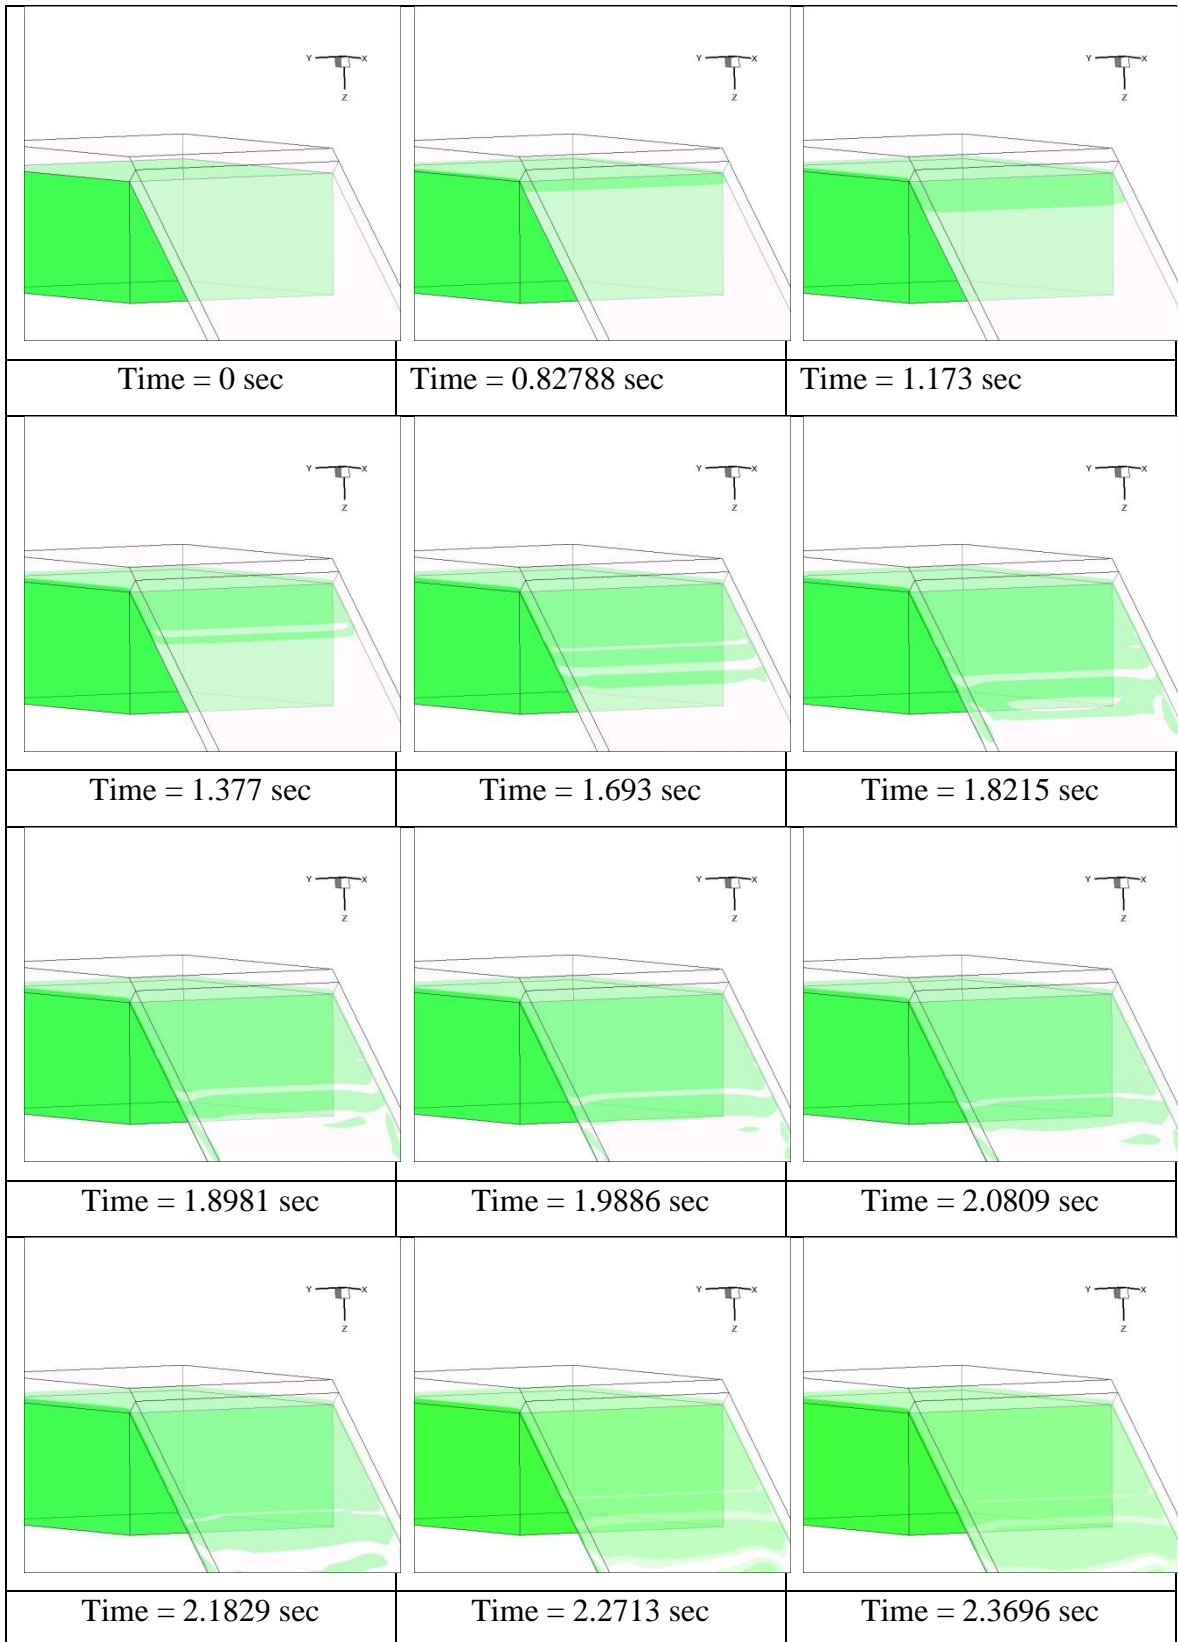 Y X Z Y X Z Y X Z
Time = 0 sec Time = 0.82788 sec Time = 1.173 sec
Y X Z Y X Z Y X Z
Time = 1.377 sec Time = 1.693 sec Time = 1.8215 sec
Y X Z Y X Z Y X Z
Time = 1.8981 sec Time = 1.9886 sec Time = 2.0809 sec
Y X Z Y X Z Y X Z
Time = 2.1829 sec Time = 2.2713 sec Time = 2.3696 sec